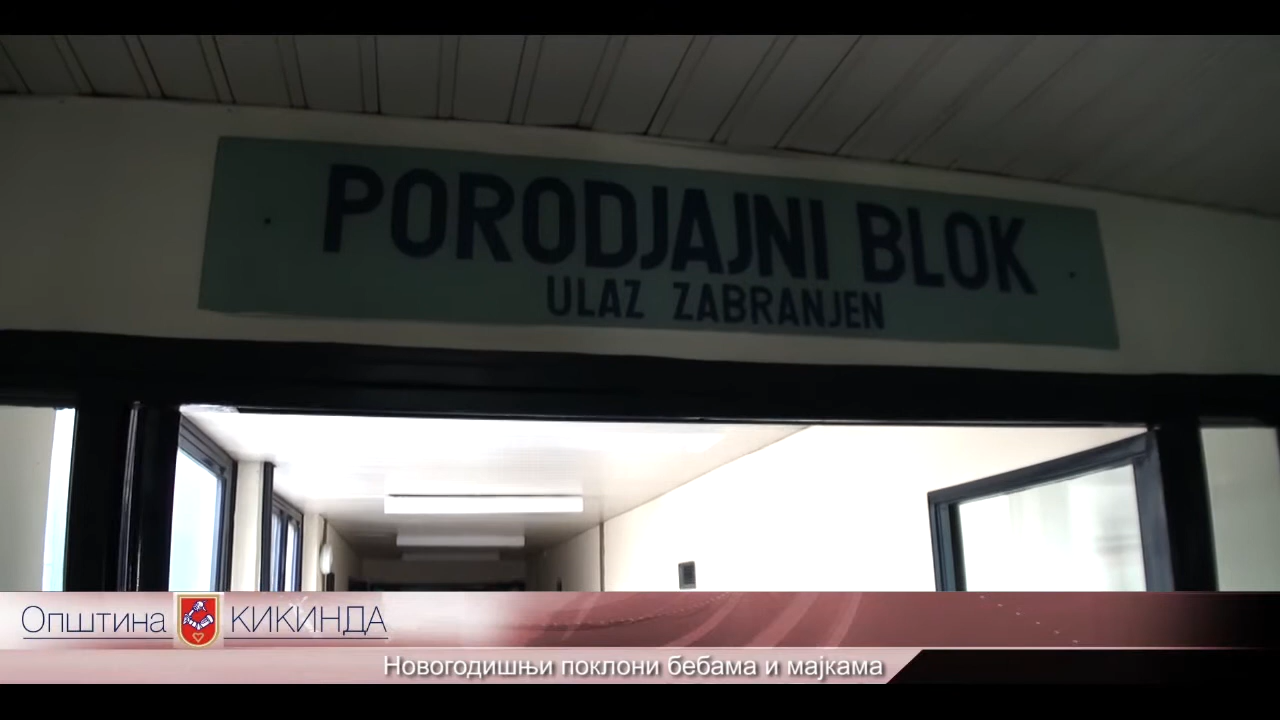 PORODJAJNI BLOK
ULAZ ZABRANJEN
Општина КИКИНДА
Новогодишњи поклони бебама и мајкама